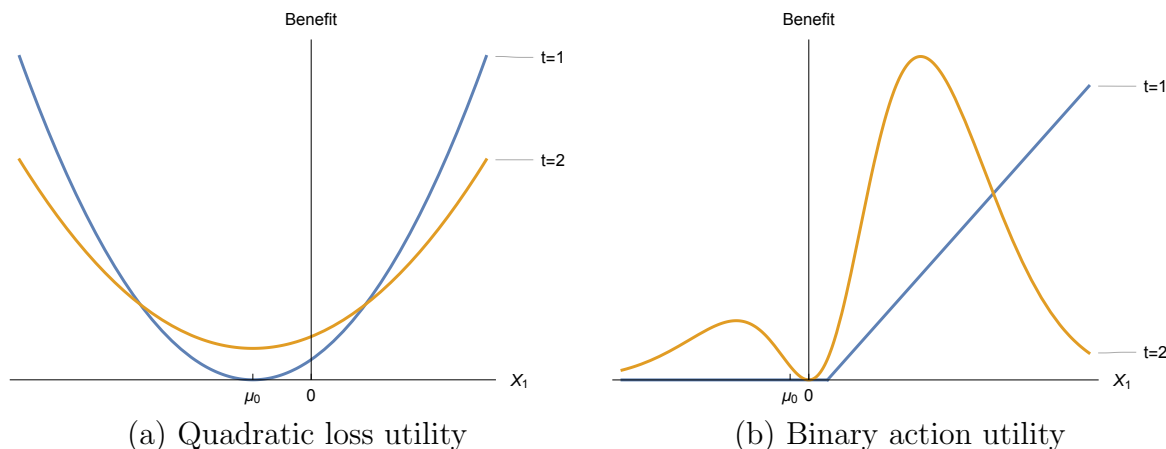 Benefit
t=1
t=2
X₁
μ₀
0
(a) Quadratic loss utility
Benefit
t=1
t=2
X₁
μ₀ 0
(b) Binary action utility